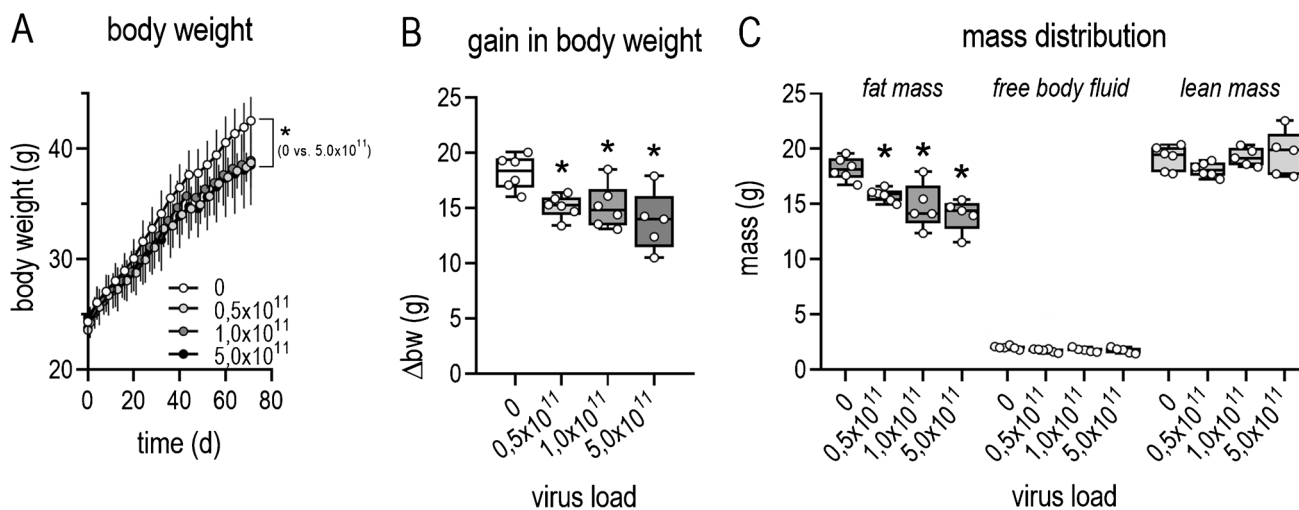 A
body weight
body weight (g)
40
30
20
0
20
40
60
80
time (d)
*
(0 vs. 5.0x10¹¹)
0
0,5x10¹¹
1,0x10¹¹
5,0x10¹¹
B
gain in body weight
Δbw (g)
25
20
15
10
5
0
*
*
*
0
0,5x10¹¹
1,0x10¹¹
5,0x10¹¹
virus load
C
mass distribution
fat mass
free body fluid
lean mass
mass (g)
25
20
15
10
5
0
*
*
*
0
0,5x10¹¹
1,0x10¹¹
5,0x10¹¹
0
0,5x10¹¹
1,0x10¹¹
5,0x10¹¹
0
0,5x10¹¹
1,0x10¹¹
5,0x10¹¹
virus load